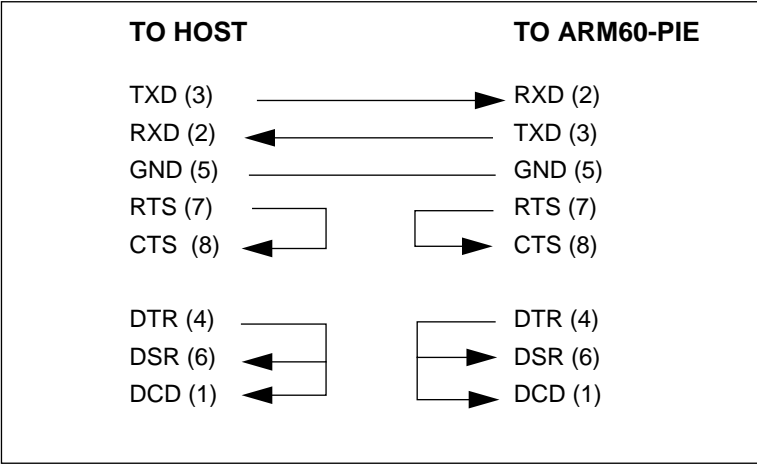 TO HOST TO ARM60-PIE
TXD (3) RXD (2)
RXD (2) TXD (3)
GND (5) GND (5)
RTS (7) RTS (7)
CTS (8) CTS (8)
DTR (4) DTR (4)
DSR (6) DSR (6)
DCD (1) DCD (1)